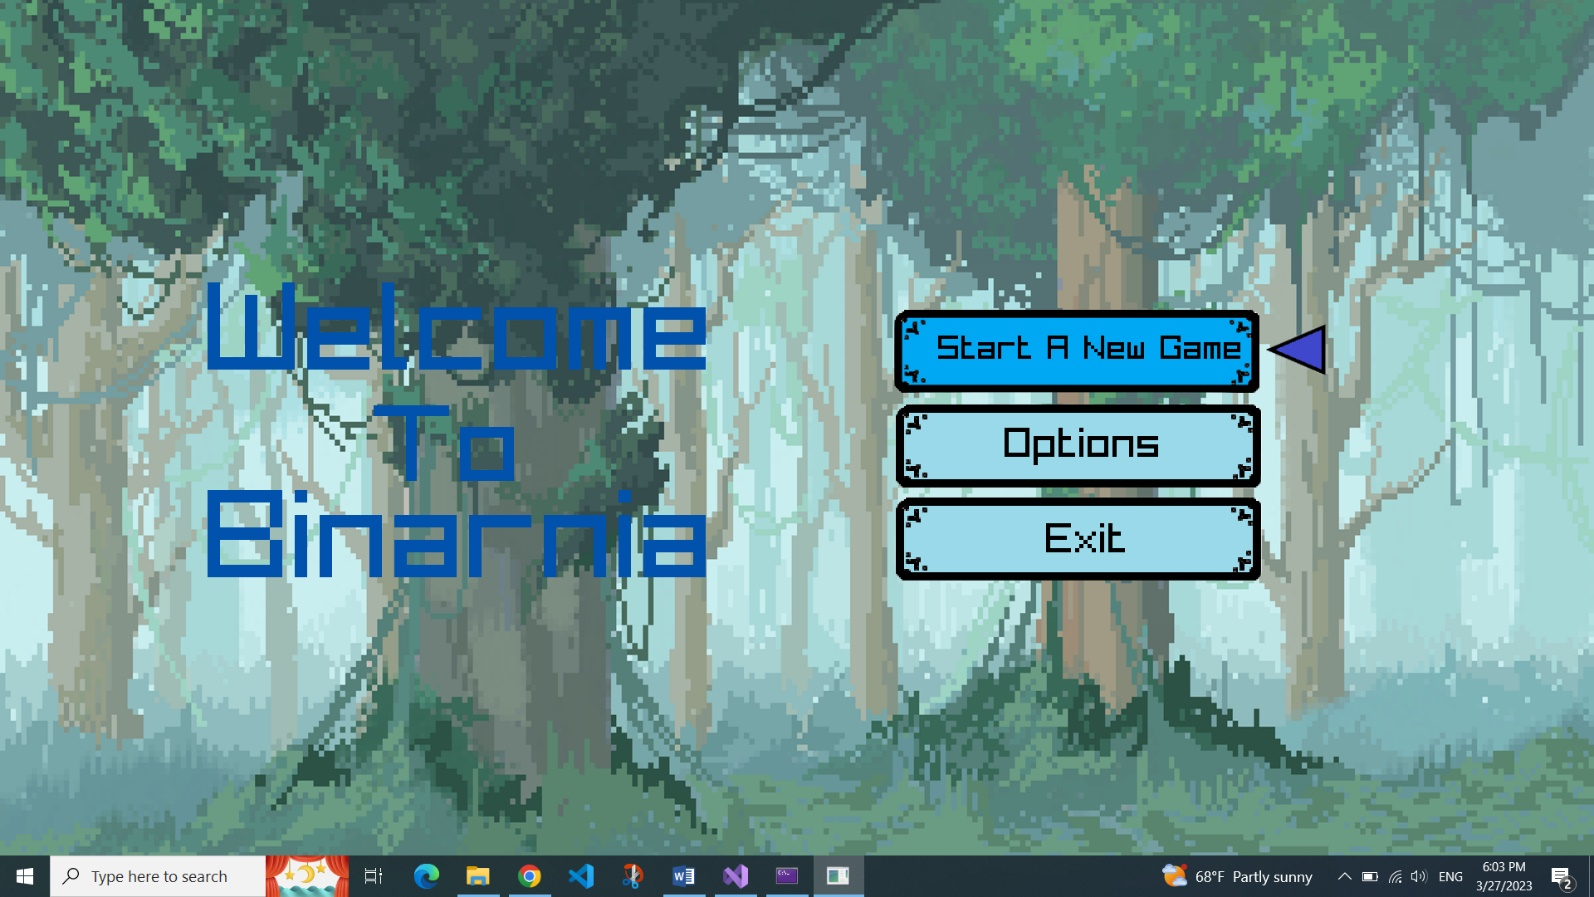 Welcome
To
Binarnia
Start A New Game
Options
Exit
Type here to search
68°F Partly sunny
ENG
6:03 PM
3/27/2023
2